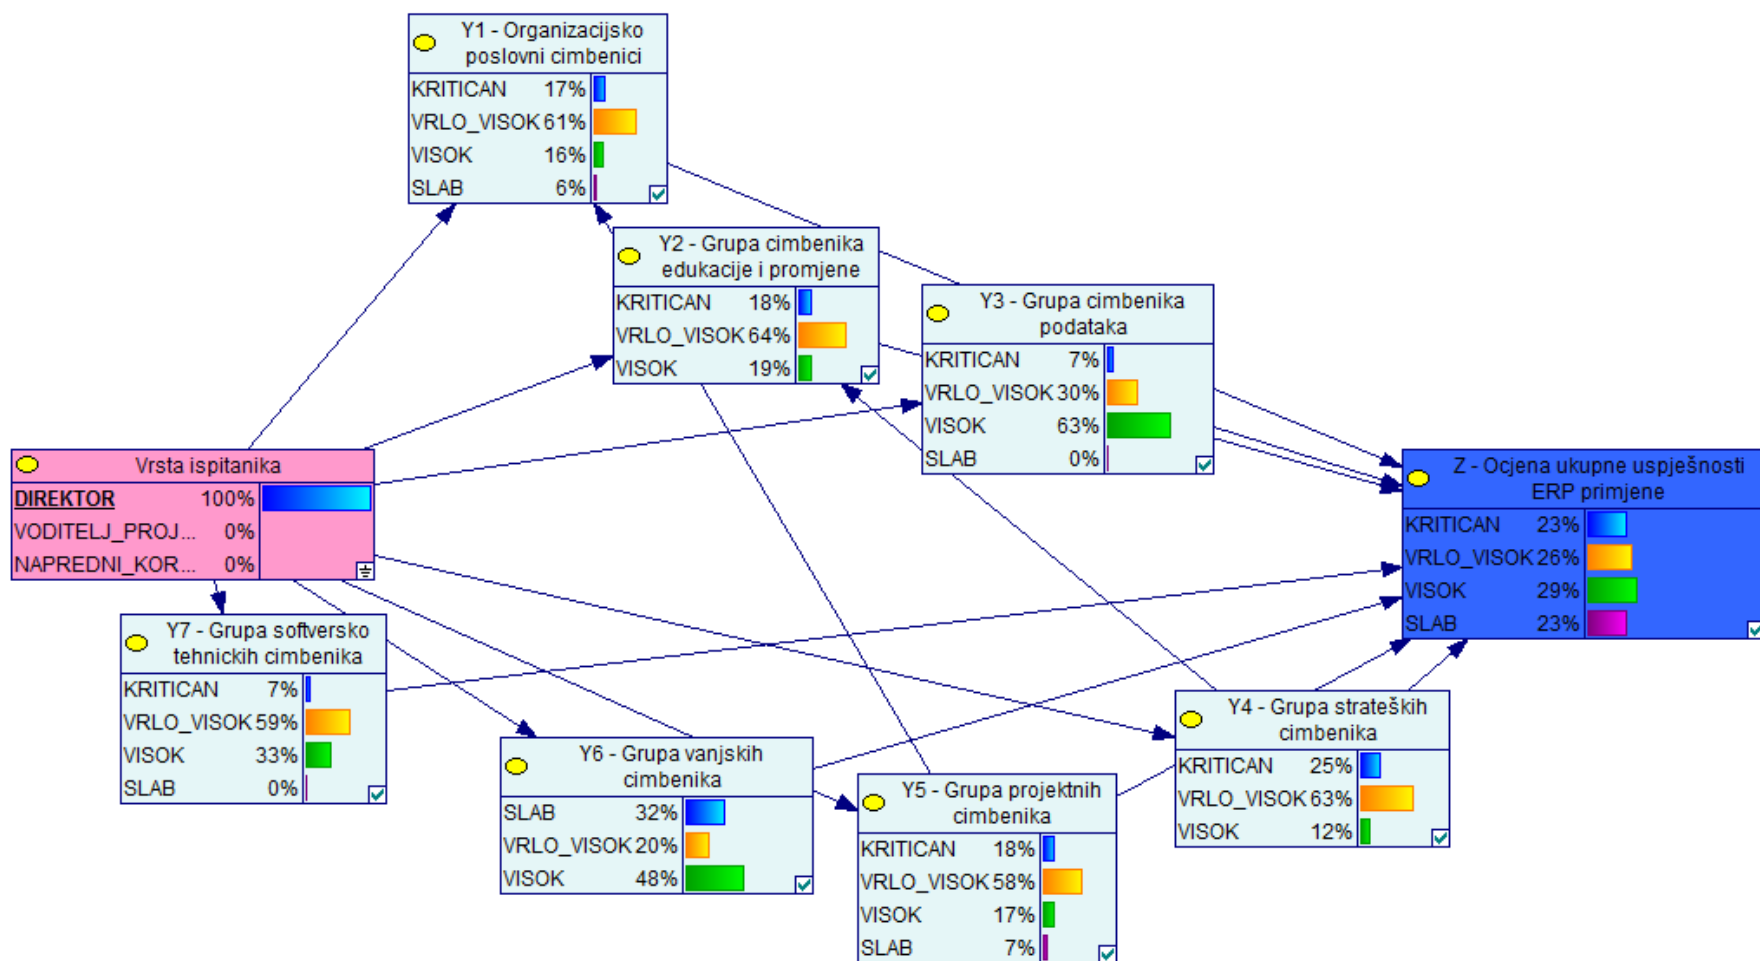 Y1 - Organizacijsko
poslovni cimbenici
KRITICAN 17%
VRLO_VISOK 61%
VISOK 16%
SLAB 6%
Y2 - Grupa cimbenika
edukacije i promjene
KRITICAN 18%
VRLO_VISOK 64%
VISOK 19%
Y3 - Grupa cimbenika
podataka
KRITICAN 7%
VRLO_VISOK 30%
VISOK 63%
SLAB 0%
Vrsta ispitanika
DIREKTOR 100%
VODITELJ_PROJ... 0%
NAPREDNI_KOR... 0%
Z - Ocjena ukupne uspješnosti
ERP primjene
KRITICAN 23%
VRLO_VISOK 26%
VISOK 29%
SLAB 23%
Y7 - Grupa softversko
tehnickih cimbenika
KRITICAN 7%
VRLO_VISOK 59%
VISOK 33%
SLAB 0%
Y6 - Grupa vanjskih
cimbenika
SLAB 32%
VRLO_VISOK 20%
VISOK 48%
Y5 - Grupa projektnih
cimbenika
KRITICAN 18%
VRLO_VISOK 58%
VISOK 17%
SLAB 7%
Y4 - Grupa strateških
cimbenika
KRITICAN 25%
VRLO_VISOK 63%
VISOK 12%